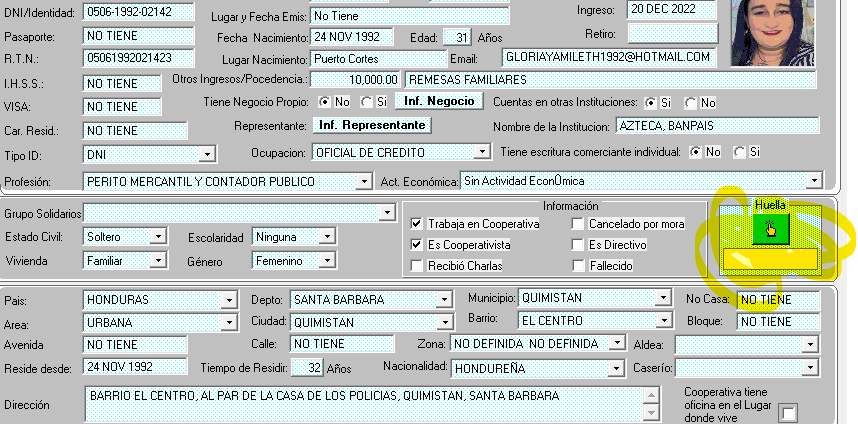 DNI/Identidad: 0506-1992-02142 Lugar y Fecha Emis: No Tiene Ingreso: 20 DEC 2022
Pasaporte: NO TIENE Fecha Nacimiento: 24 NOV 1992 Edad: 31 Años Retiro:
R.T.N.: 05061992021423 Lugar Nacimiento: Puerto Cortes Email: GLORIAYAMILETH1992@HOTMAIL.COM
I.H.S.S.: NO TIENE Otros Ingresos/Pocedencia.: 10,000.00 REMESAS FAMILIARES
VISA: NO TIENE Tiene Negocio Propio: No Si Inf. Negocio Cuentas en otras Instituciones: Si No
Car. Resid.: NO TIENE Representante: Inf. Representante Nombre de la Institucion: AZTECA, BANPAIS
Tipo ID: DNI Ocupacion: OFICIAL DE CREDITO Tiene escritura comerciante individual: No Si
Profesión: PERITO MERCANTIL Y CONTADOR PUBLICO Act. Económica: Sin Actividad EconÛmica
Información Huella
Grupo Solidarios Trabaja en Cooperativa Cancelado por mora
Estado Civil: Soltero Escolaridad Ninguna Es Cooperativista Es Directivo
Vivienda Familiar Género Femenino Recibió Charlas Fallecido
Pais: HONDURAS Depto: SANTA BARBARA Municipio: QUIMISTAN No Casa: NO TIENE
Area: URBANA Ciudad: QUIMISTAN Barrio: EL CENTRO Bloque: NO TIENE
Avenida NO TIENE Calle: NO TIENE Zona: NO DEFINIDA NO DEFINIDA Aldea:
Reside desde: 24 NOV 1992 Tiempo de Residir: 32 Años Nacionalidad: HONDUREÑA Caserío:
Dirección BARRIO EL CENTRO, AL PAR DE LA CASA DE LOS POLICIAS, QUIMISTAN, SANTA BARBARA
Cooperativa tiene
oficina en el Lugar
donde vive